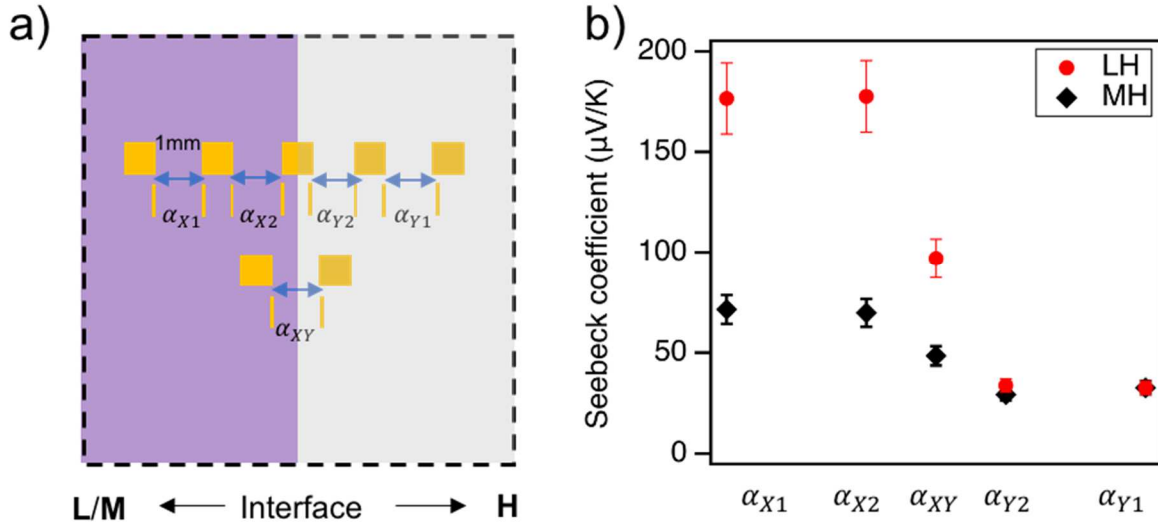 a)
1mm
αX1
αX2
αY2
αY1
αXY
L/M
Interface
H
b)
Seebeck coefficient (µV/K)
200
150
100
50
0
LH
MH
αX1
αX2
αXY
αY2
αY1